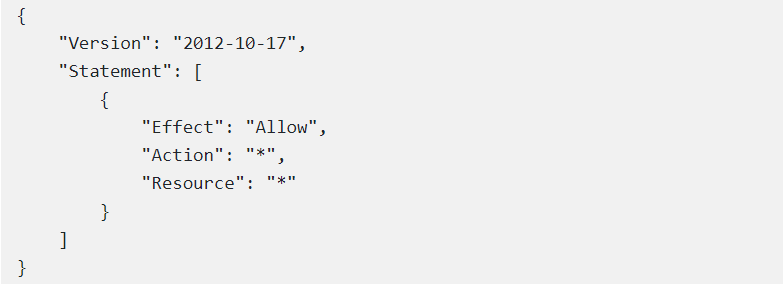 {
    "Version": "2012-10-17",
    "Statement": [
        {
            "Effect": "Allow",
            "Action": "*",
            "Resource": "*"
        }
    ]
}